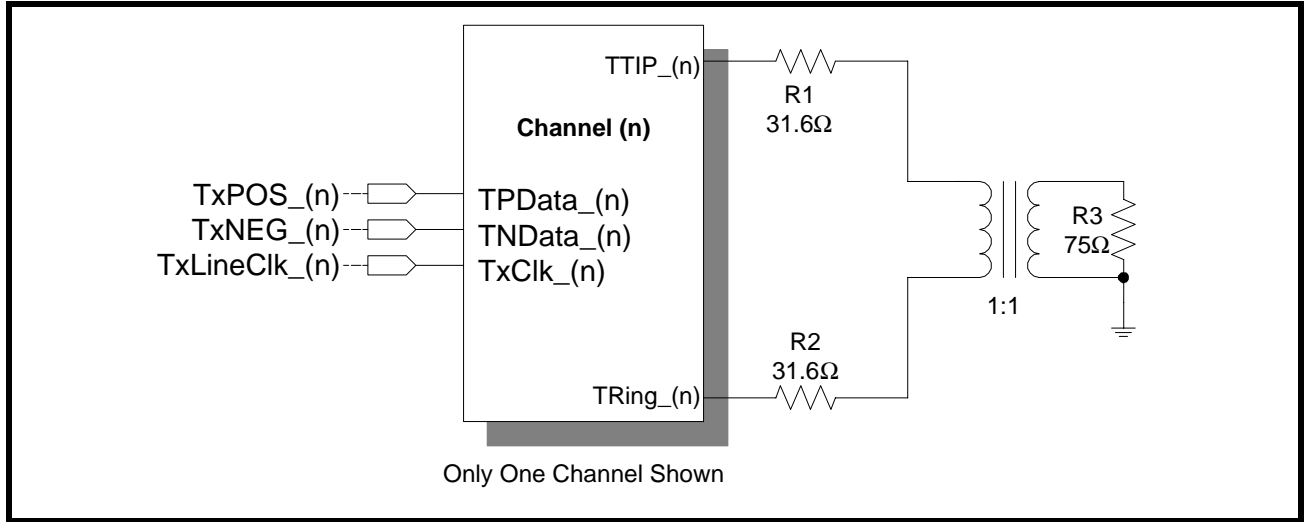 TTIP_(n)
R1
31.6Ω
Channel (n)
TxPOS_(n)
TPData_(n)
TxNEG_(n)
TNData_(n)
TxLineClk_(n)
TxClk_(n)
R3
75Ω
1:1
R2
31.6Ω
TRing_(n)
Only One Channel Shown